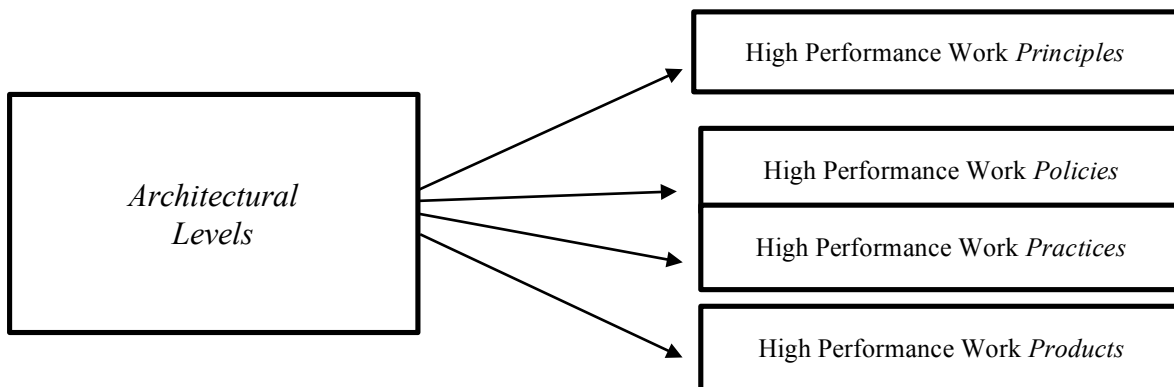 High Performance Work Principles
Architectural
Levels
High Performance Work Policies
High Performance Work Practices
High Performance Work Products